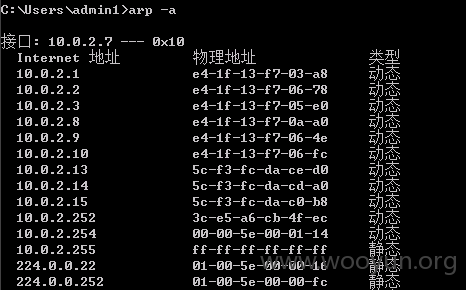 C:\Users\admin1>arp -a
接口: 10.0.2.7 --- 0x10
Internet 地址 物理地址 类型
10.0.2.1 e4-1f-13-f7-03-a8 动态
10.0.2.2 e4-1f-13-f7-06-78 动态
10.0.2.3 e4-1f-13-f7-05-e0 动态
10.0.2.8 e4-1f-13-f7-0a-a0 动态
10.0.2.9 e4-1f-13-f7-06-4e 动态
10.0.2.10 e4-1f-13-f7-06-fc 动态
10.0.2.13 5c-f3-fc-da-ce-d0 动态
10.0.2.14 5c-f3-fc-da-cd-a0 动态
10.0.2.15 5c-f3-fc-da-c0-b8 动态
10.0.2.252 3c-e5-a6-cb-4f-ec 动态
10.0.2.254 00-00-5e-00-01-14 动态
10.0.2.255 ff-ff-ff-ff-ff-ff 静态
224.0.0.22 01-00-5e-00-00-16 静态
224.0.0.252 01-00-5e-00-00-fc 静态